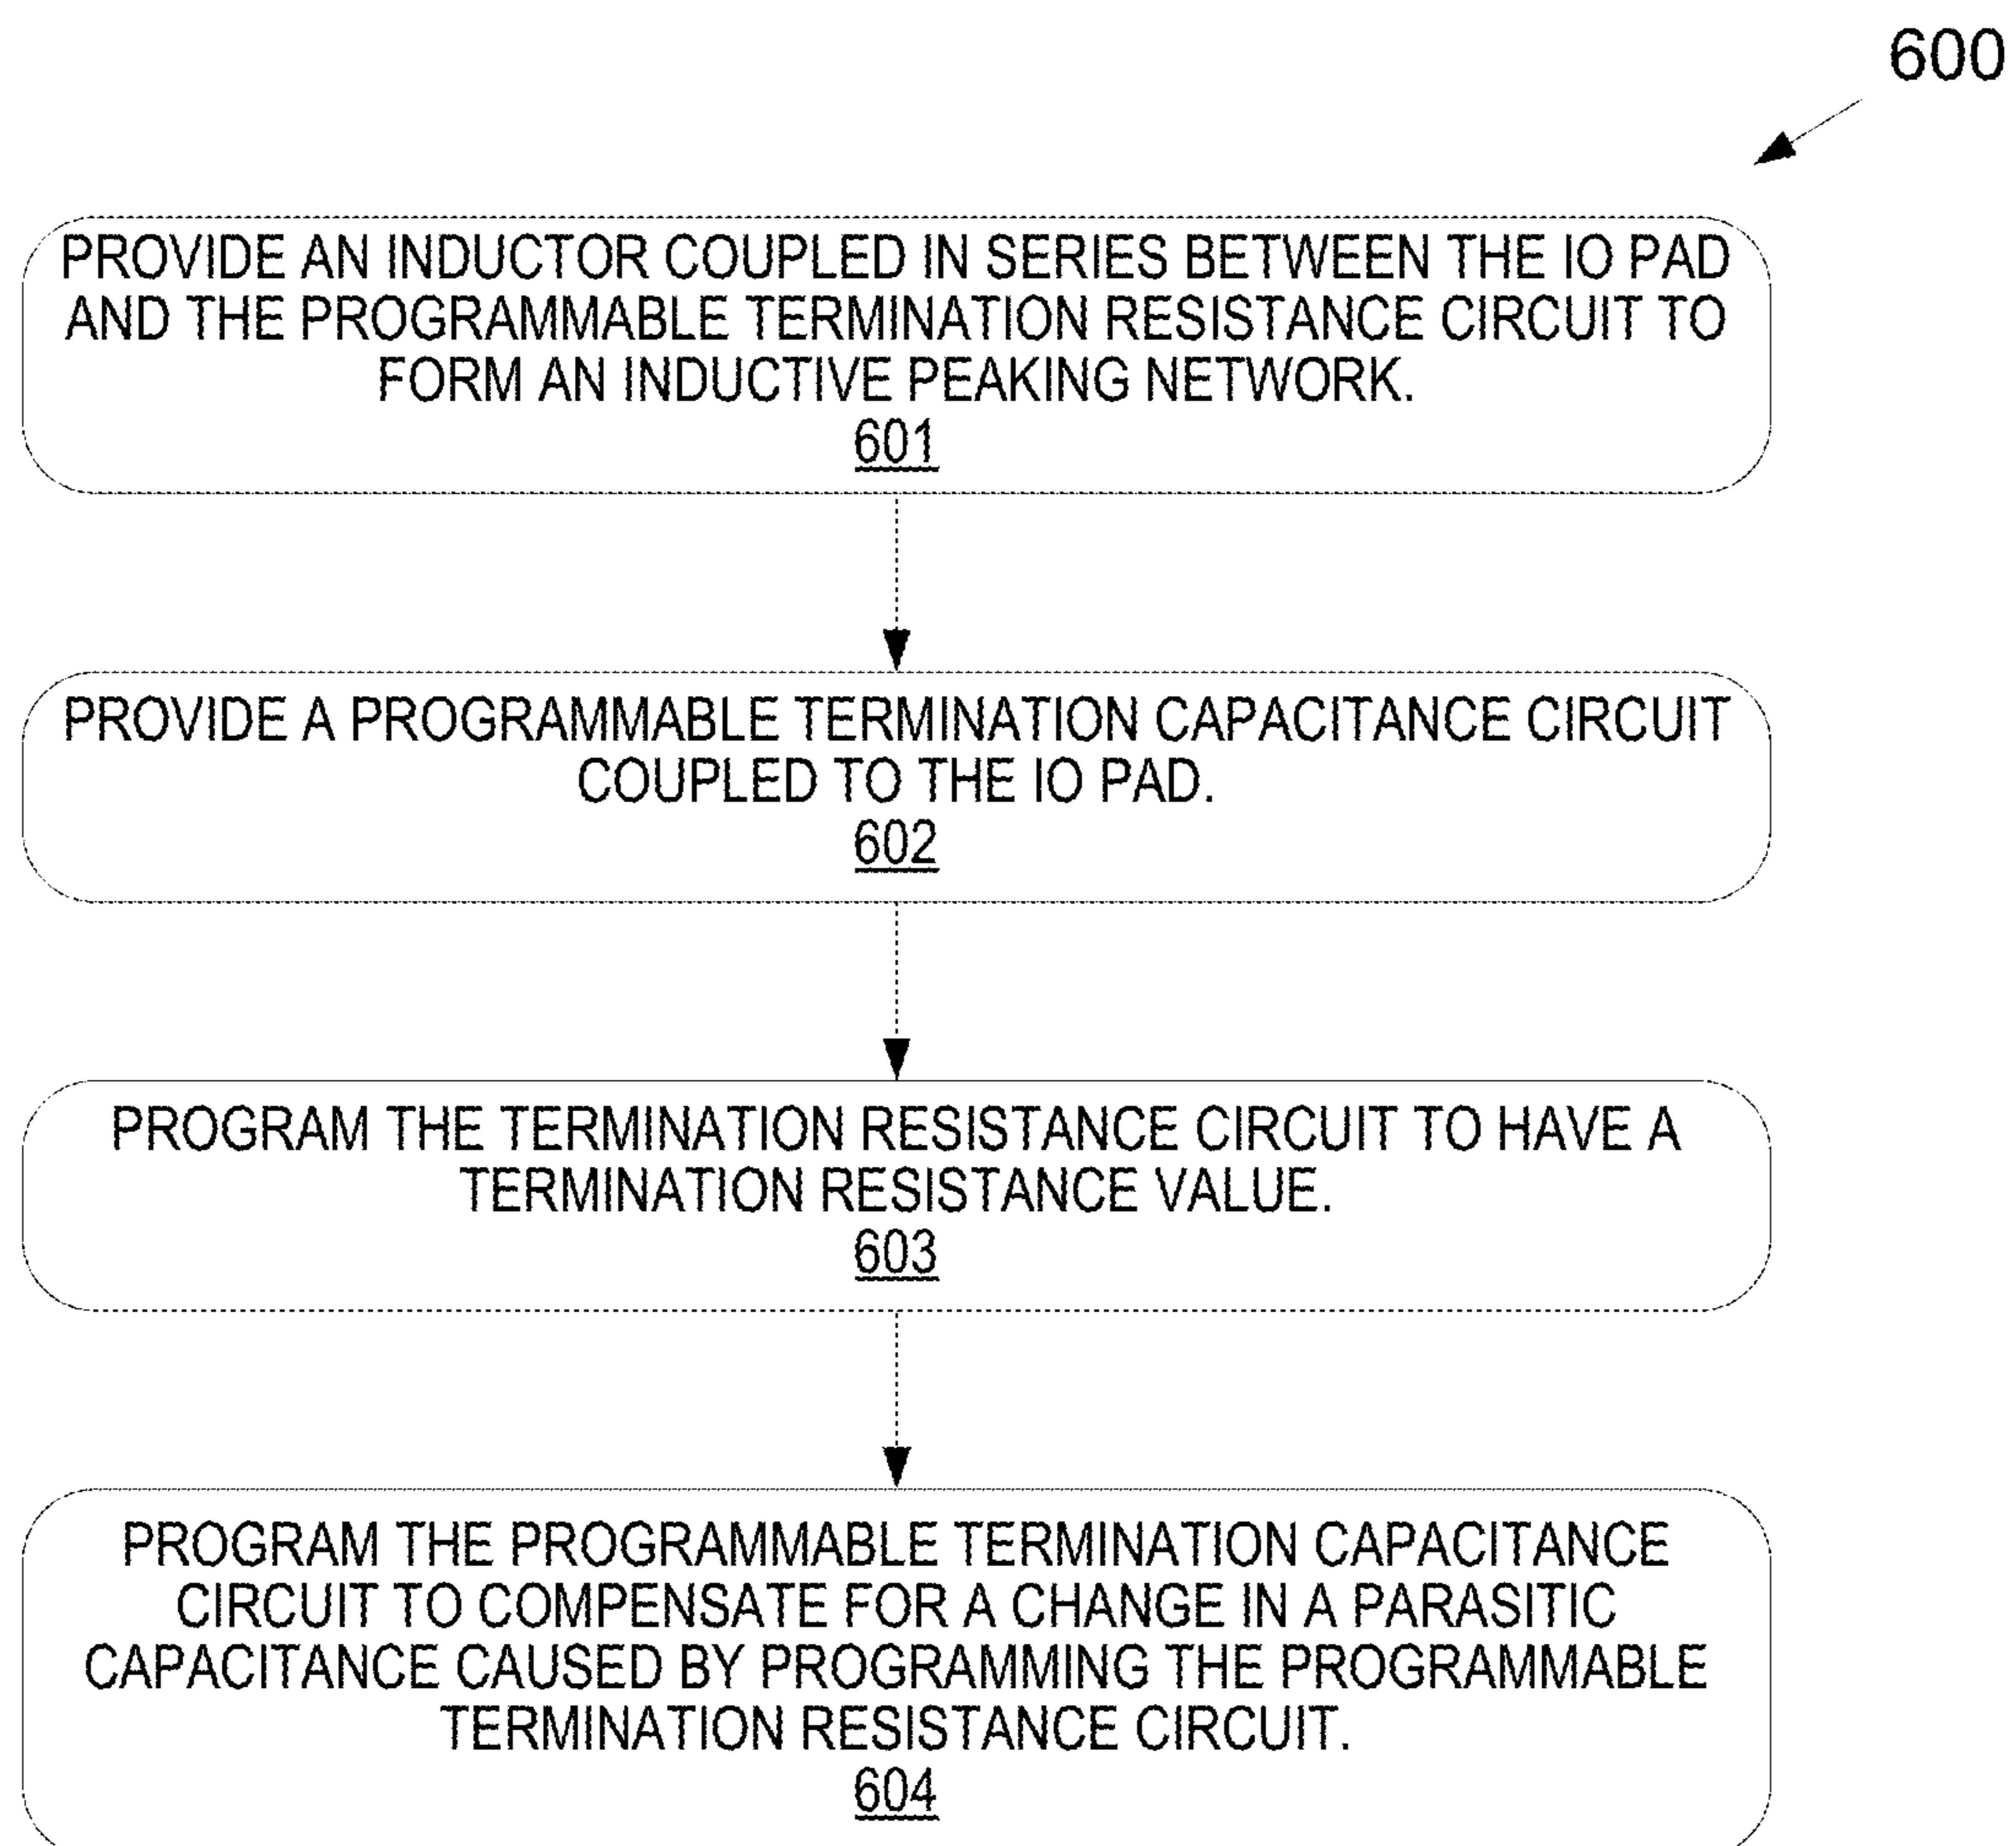 600
PROVIDE AN INDUCTOR COUPLED IN SERIES BETWEEN THE IO PAD
AND THE PROGRAMMABLE TERMINATION RESISTANCE CIRCUIT TO
FORM AN INDUCTIVE PEAKING NETWORK.
601
PROVIDE A PROGRAMMABLE TERMINATION CAPACITANCE CIRCUIT
COUPLED TO THE IO PAD.
602
PROGRAM THE TERMINATION RESISTANCE CIRCUIT TO HAVE A
TERMINATION RESISTANCE VALUE.
603
PROGRAM THE PROGRAMMABLE TERMINATION CAPACITANCE
CIRCUIT TO COMPENSATE FOR A CHANGE IN A PARASITIC
CAPACITANCE CAUSED BY PROGRAMMING THE PROGRAMMABLE
TERMINATION RESISTANCE CIRCUIT.
604